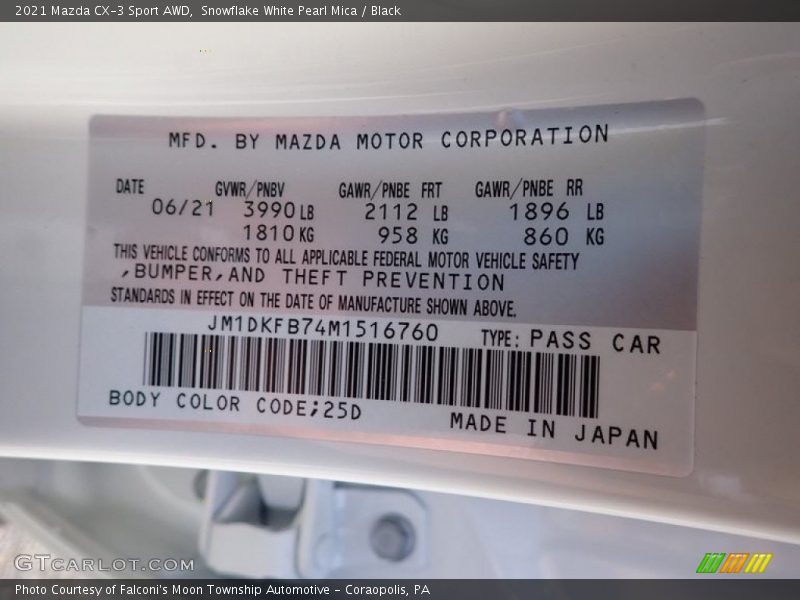 2021 Mazda CX-3 Sport AWD,  Snowflake White Pearl Mica / Black
MFD. BY MAZDA MOTOR CORPORATION
DATE GVWR/PNBV GAWR/PNBE FRT GAWR/PNBE RR
06/21 3990 LB 2112 LB 1896 LB
1810 KG 958 KG 860 KG
THIS VEHICLE CONFORMS TO ALL APPLICABLE FEDERAL MOTOR VEHICLE SAFETY
,BUMPER,AND THEFT PREVENTION
STANDARDS IN EFFECT ON THE DATE OF MANUFACTURE SHOWN ABOVE.
JM1DKFB74M1516760 TYPE: PASS CAR
BODY COLOR CODE;25D
MADE IN JAPAN
GTCARLOT.COM
Photo Courtesy of Falconi's Moon Township Automotive – Coraopolis, PA